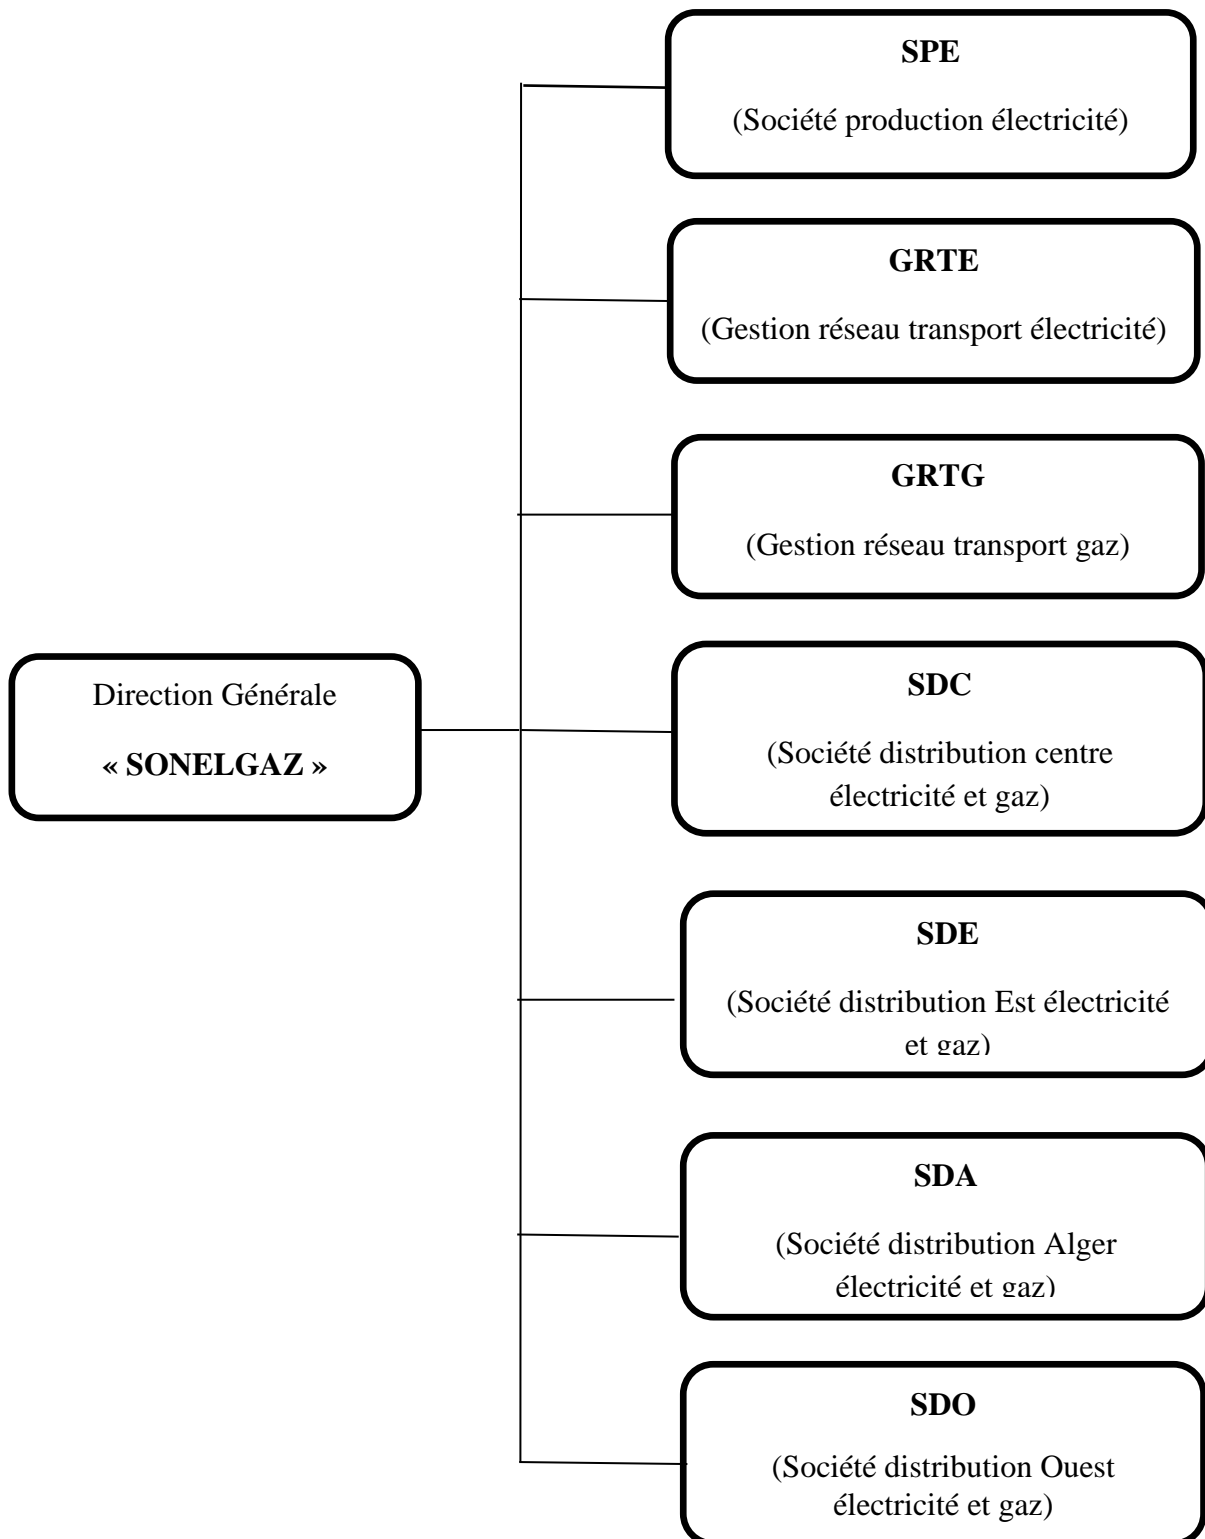 SPE
(Société production électricité)
GRTE
(Gestion réseau transport électricité)
GRTG
(Gestion réseau transport gaz)
Direction Générale
« SONELGAZ »
SDC
(Société distribution centre
électricité et gaz)
SDE
(Société distribution Est électricité
et gaz)
SDA
(Société distribution Alger
électricité et gaz)
SDO
(Société distribution Ouest
électricité et gaz)